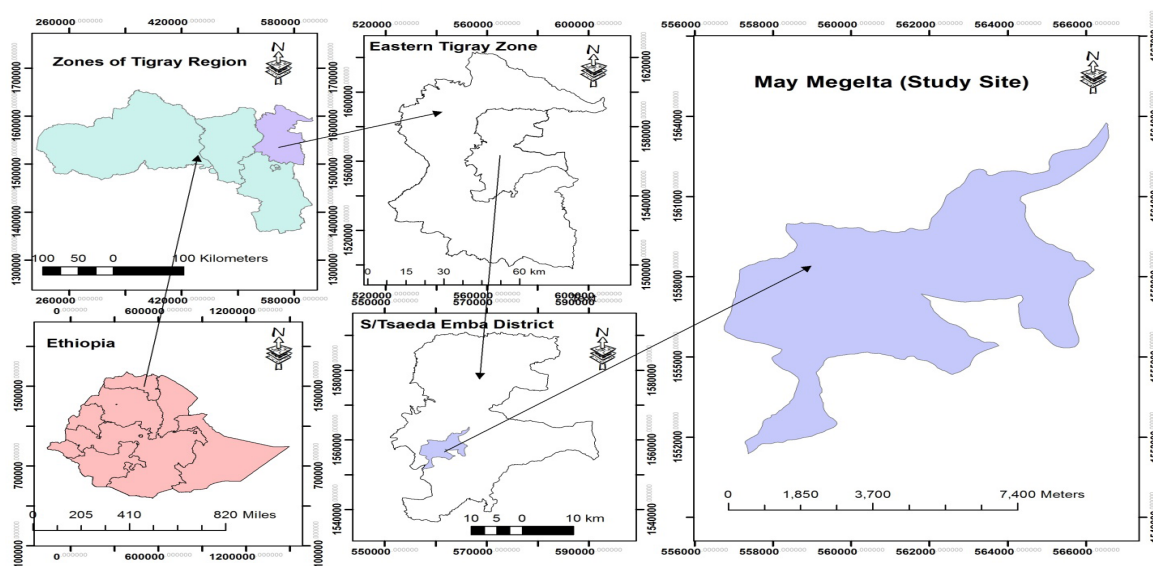 260000 420000 580000
Zones of Tigray Region
N
1700000
1600000
1500000
1400000
1300000
100 50 0 100 Kilometers
260000 420000 580000
520000 560000 600000
Eastern Tigray Zone
N
1620000
1600000
1580000
1560000
1540000
1520000
1500000
0 15 30 60 km
520000 560000 600000
0 600000 1200000
Ethiopia
N
1500000
700000
0 205 410 820 Miles
0 600000 1200000
550000 570000 590000
S/Tsaeda Emba District
N
1580000
1560000
1540000
10 5 0 10 km
550000 570000 590000
556000 558000 560000 562000 564000 566000
May Megelta (Study Site)
N
1564000
1561000
1558000
1555000
1552000
0 1,850 3,700 7,400 Meters
556000 558000 560000 562000 564000 566000